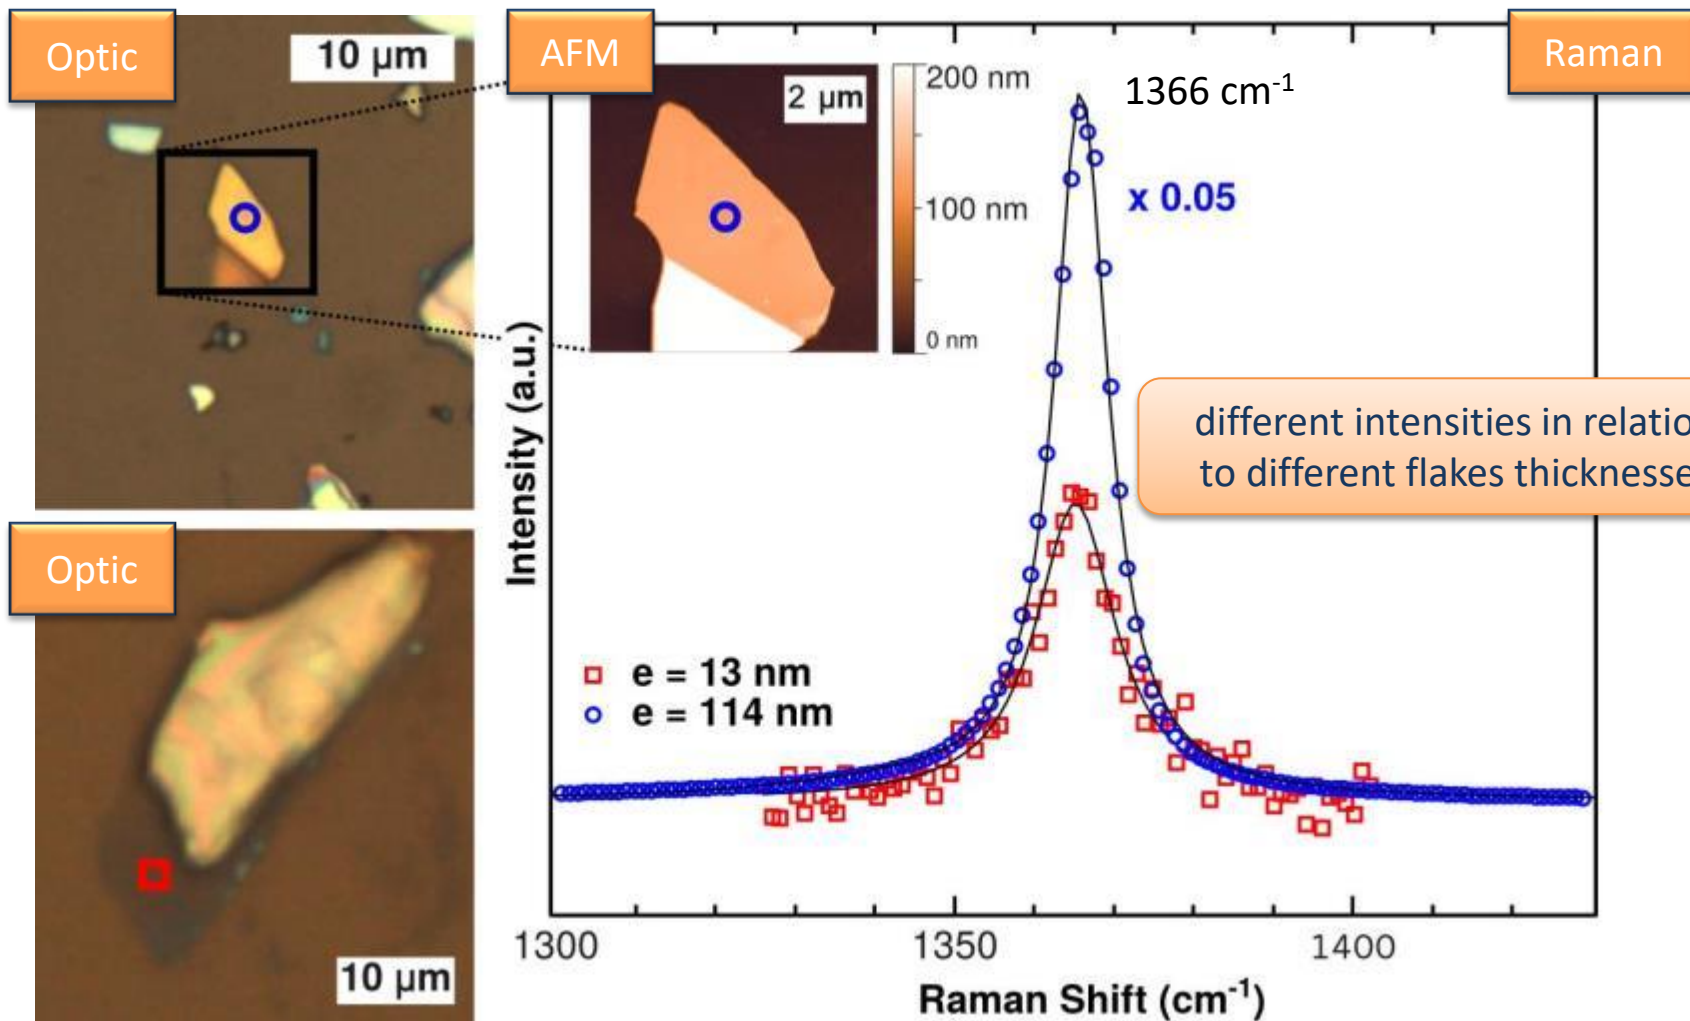 Optic
10 µm
AFM
2 µm
200 nm
100 nm
0 nm
1366 cm-1
x 0.05
Raman
different intensities in relatio
to different flakes thicknesse
Optic
10 µm
e = 13 nm
e = 114 nm
Intensity (a.u.)
1300
1350
1400
Raman Shift (cm-1)